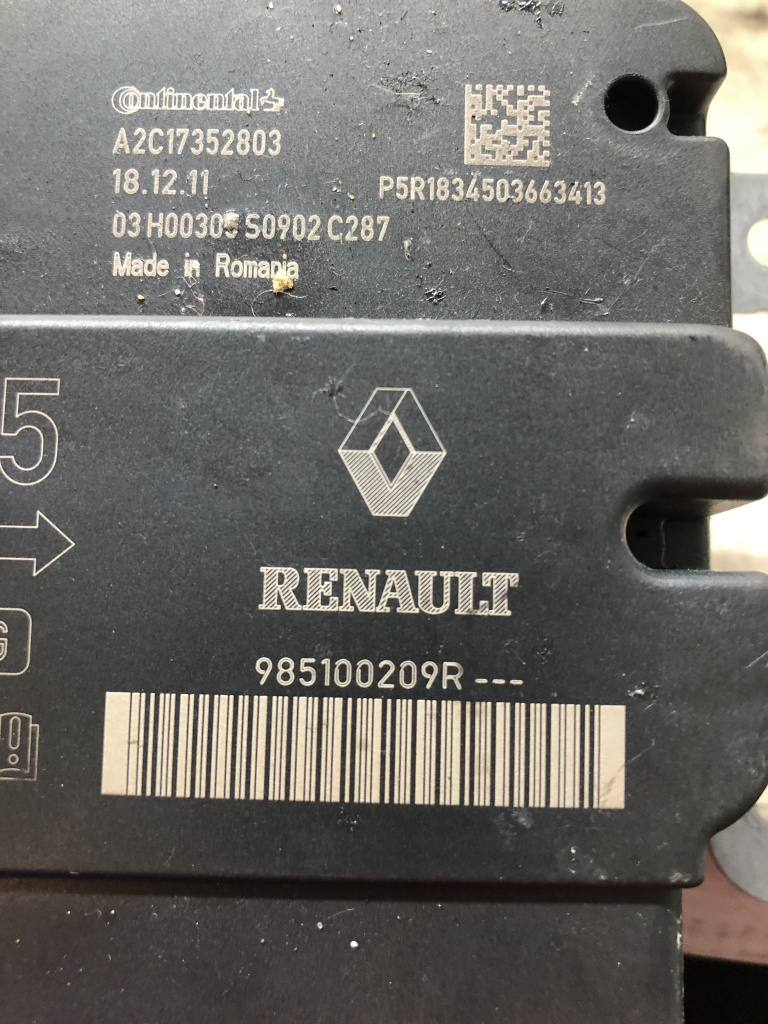 Continental
A2C17352803
18.12.11
P5R1834503663413
03 H00305 S0902 C287
Made in Romania
5
G
RENAULT
985100209R ---